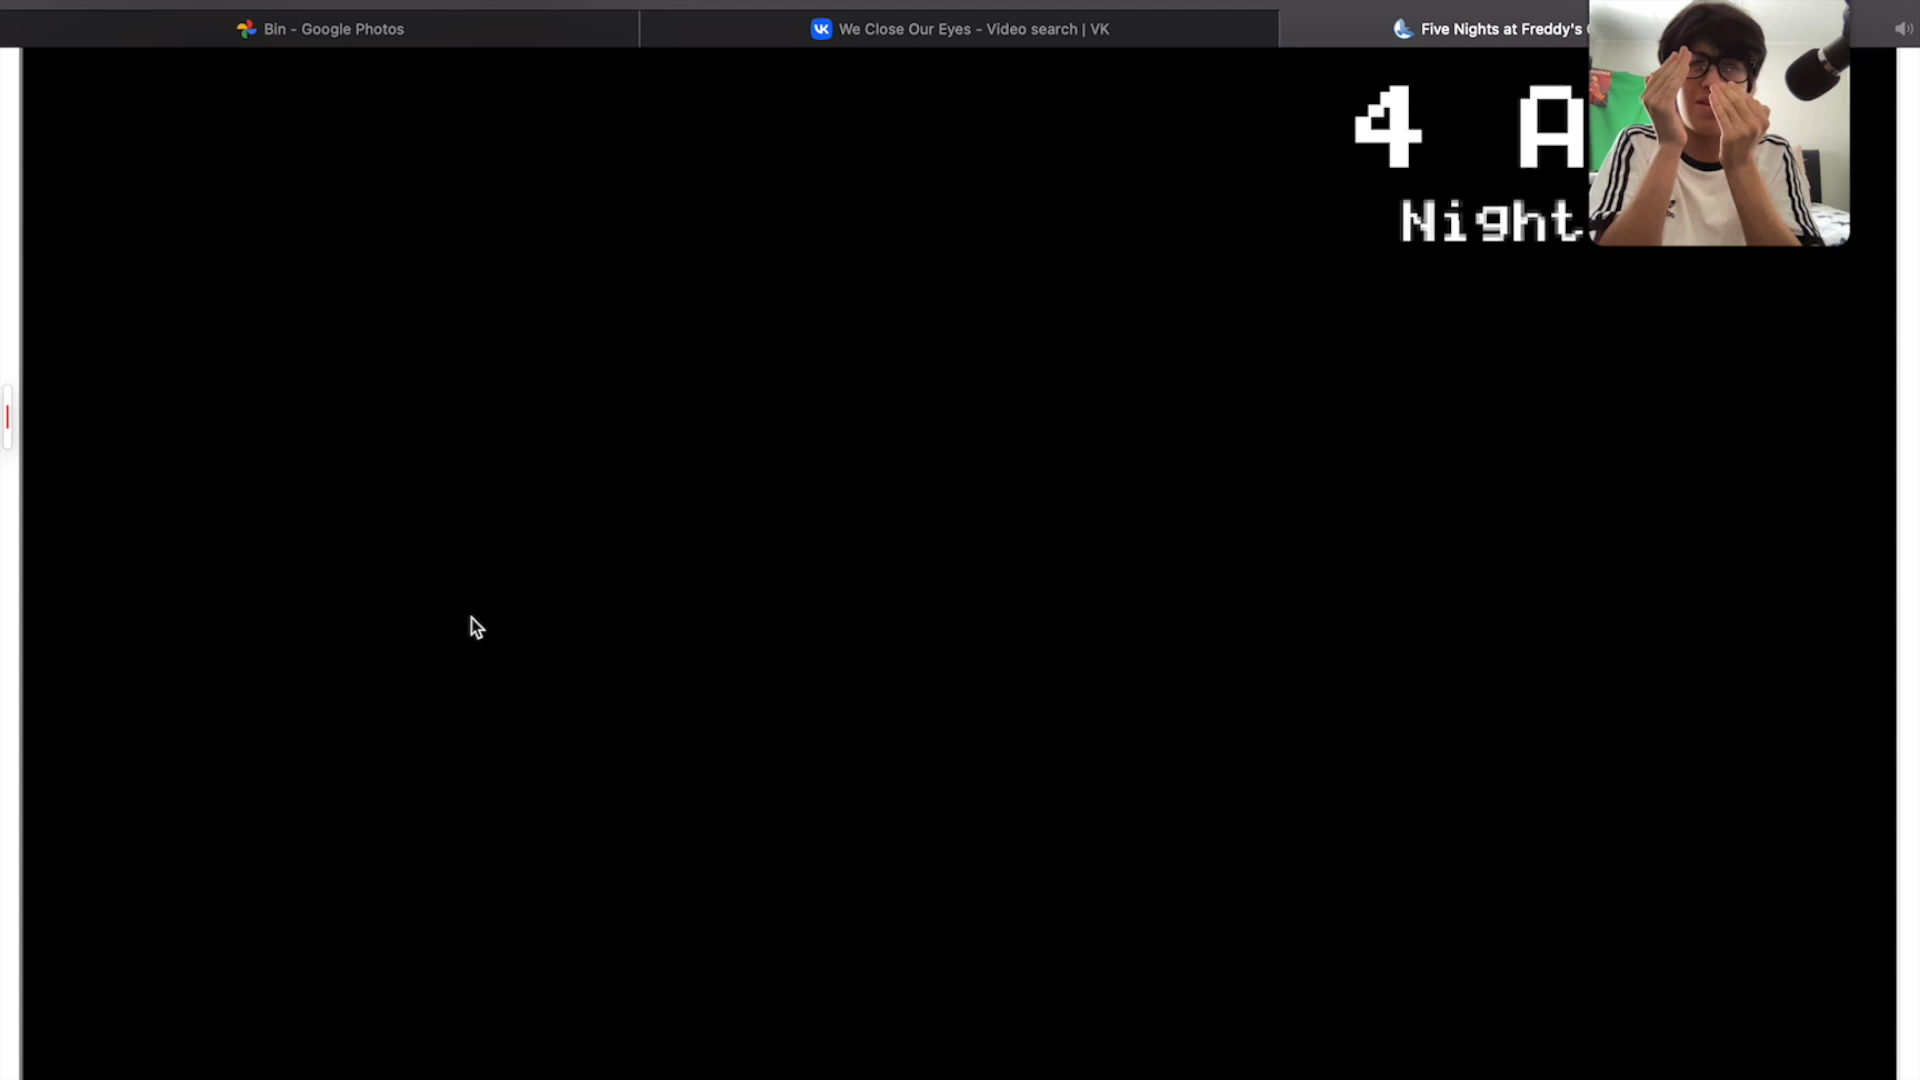 Bin - Google Photos
We Close Our Eyes - Video search | VK
Five Nights at Freddy's
4 A
Night